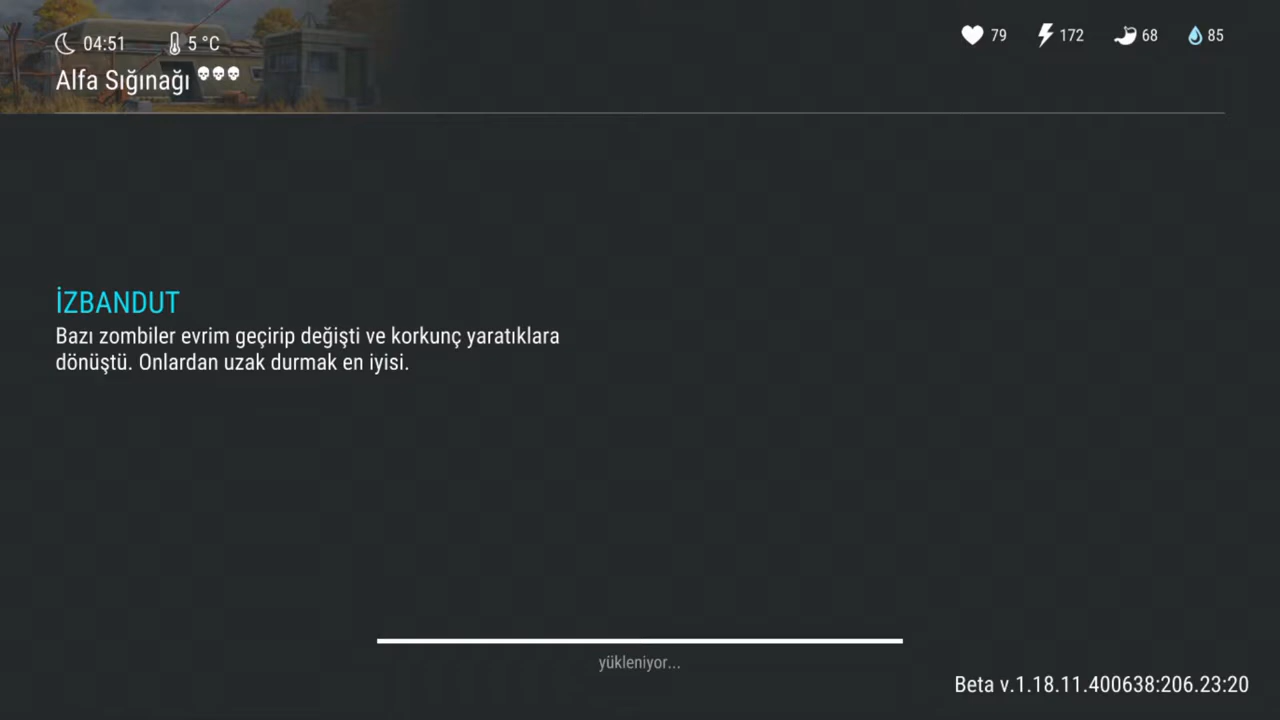 04:51 5 °C
79 172 68 85
Alfa Sığınağı
İZBANDUT
Bazı zombiler evrim geçirip değişti ve korkunç yaratıklara
dönüştü. Onlardan uzak durmak en iyisi.
yükleniyor...
Beta v.1.18.11.400638:206.23:20